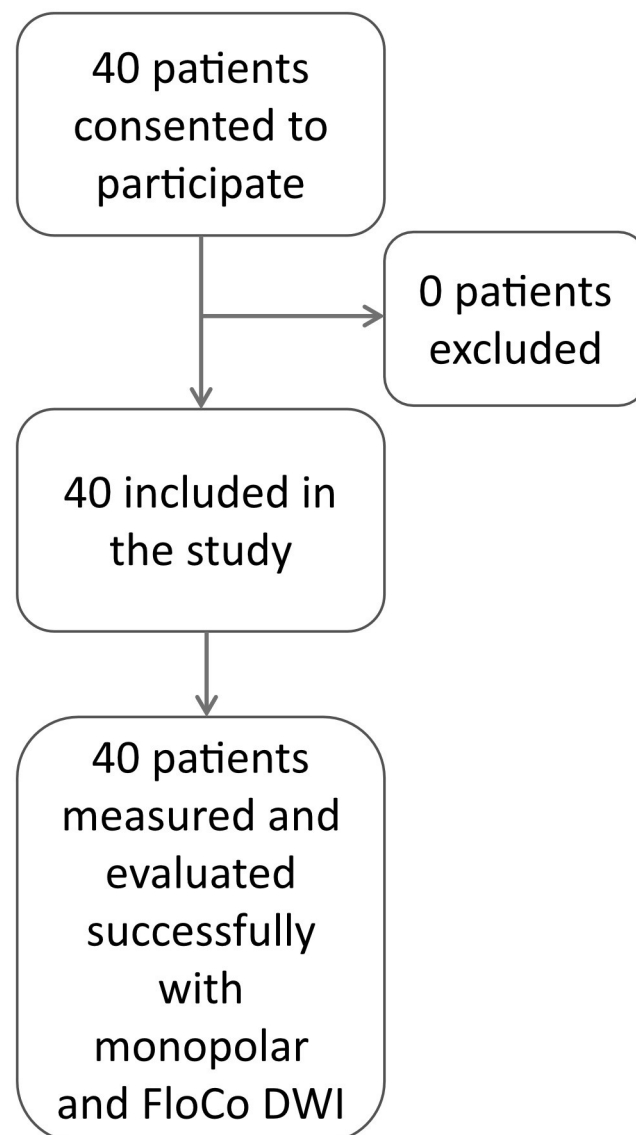 40 patients
consented to
participate
0 patients
excluded
40 included in
the study
40 patients
measured and
evaluated
successfully
with
monopolar
and FloCo DWI